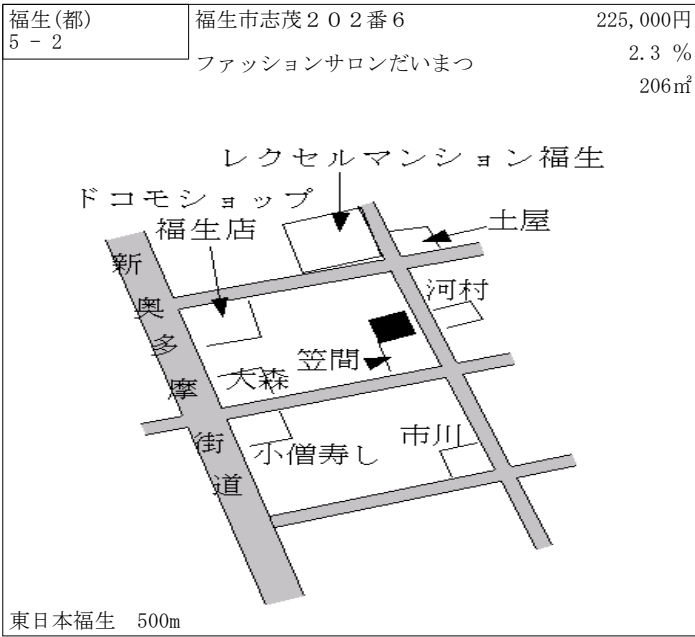 福生(都)
5 - 2
福生市志茂２０２番６
ファッションサロンだいまつ
225,000円
2.3 %
206㎡
レクセルマンション福生
ドコモショップ
福生店
土屋
新奥多摩街道
河村
笠間
大森
小僧寿し
市川
東日本福生　500m